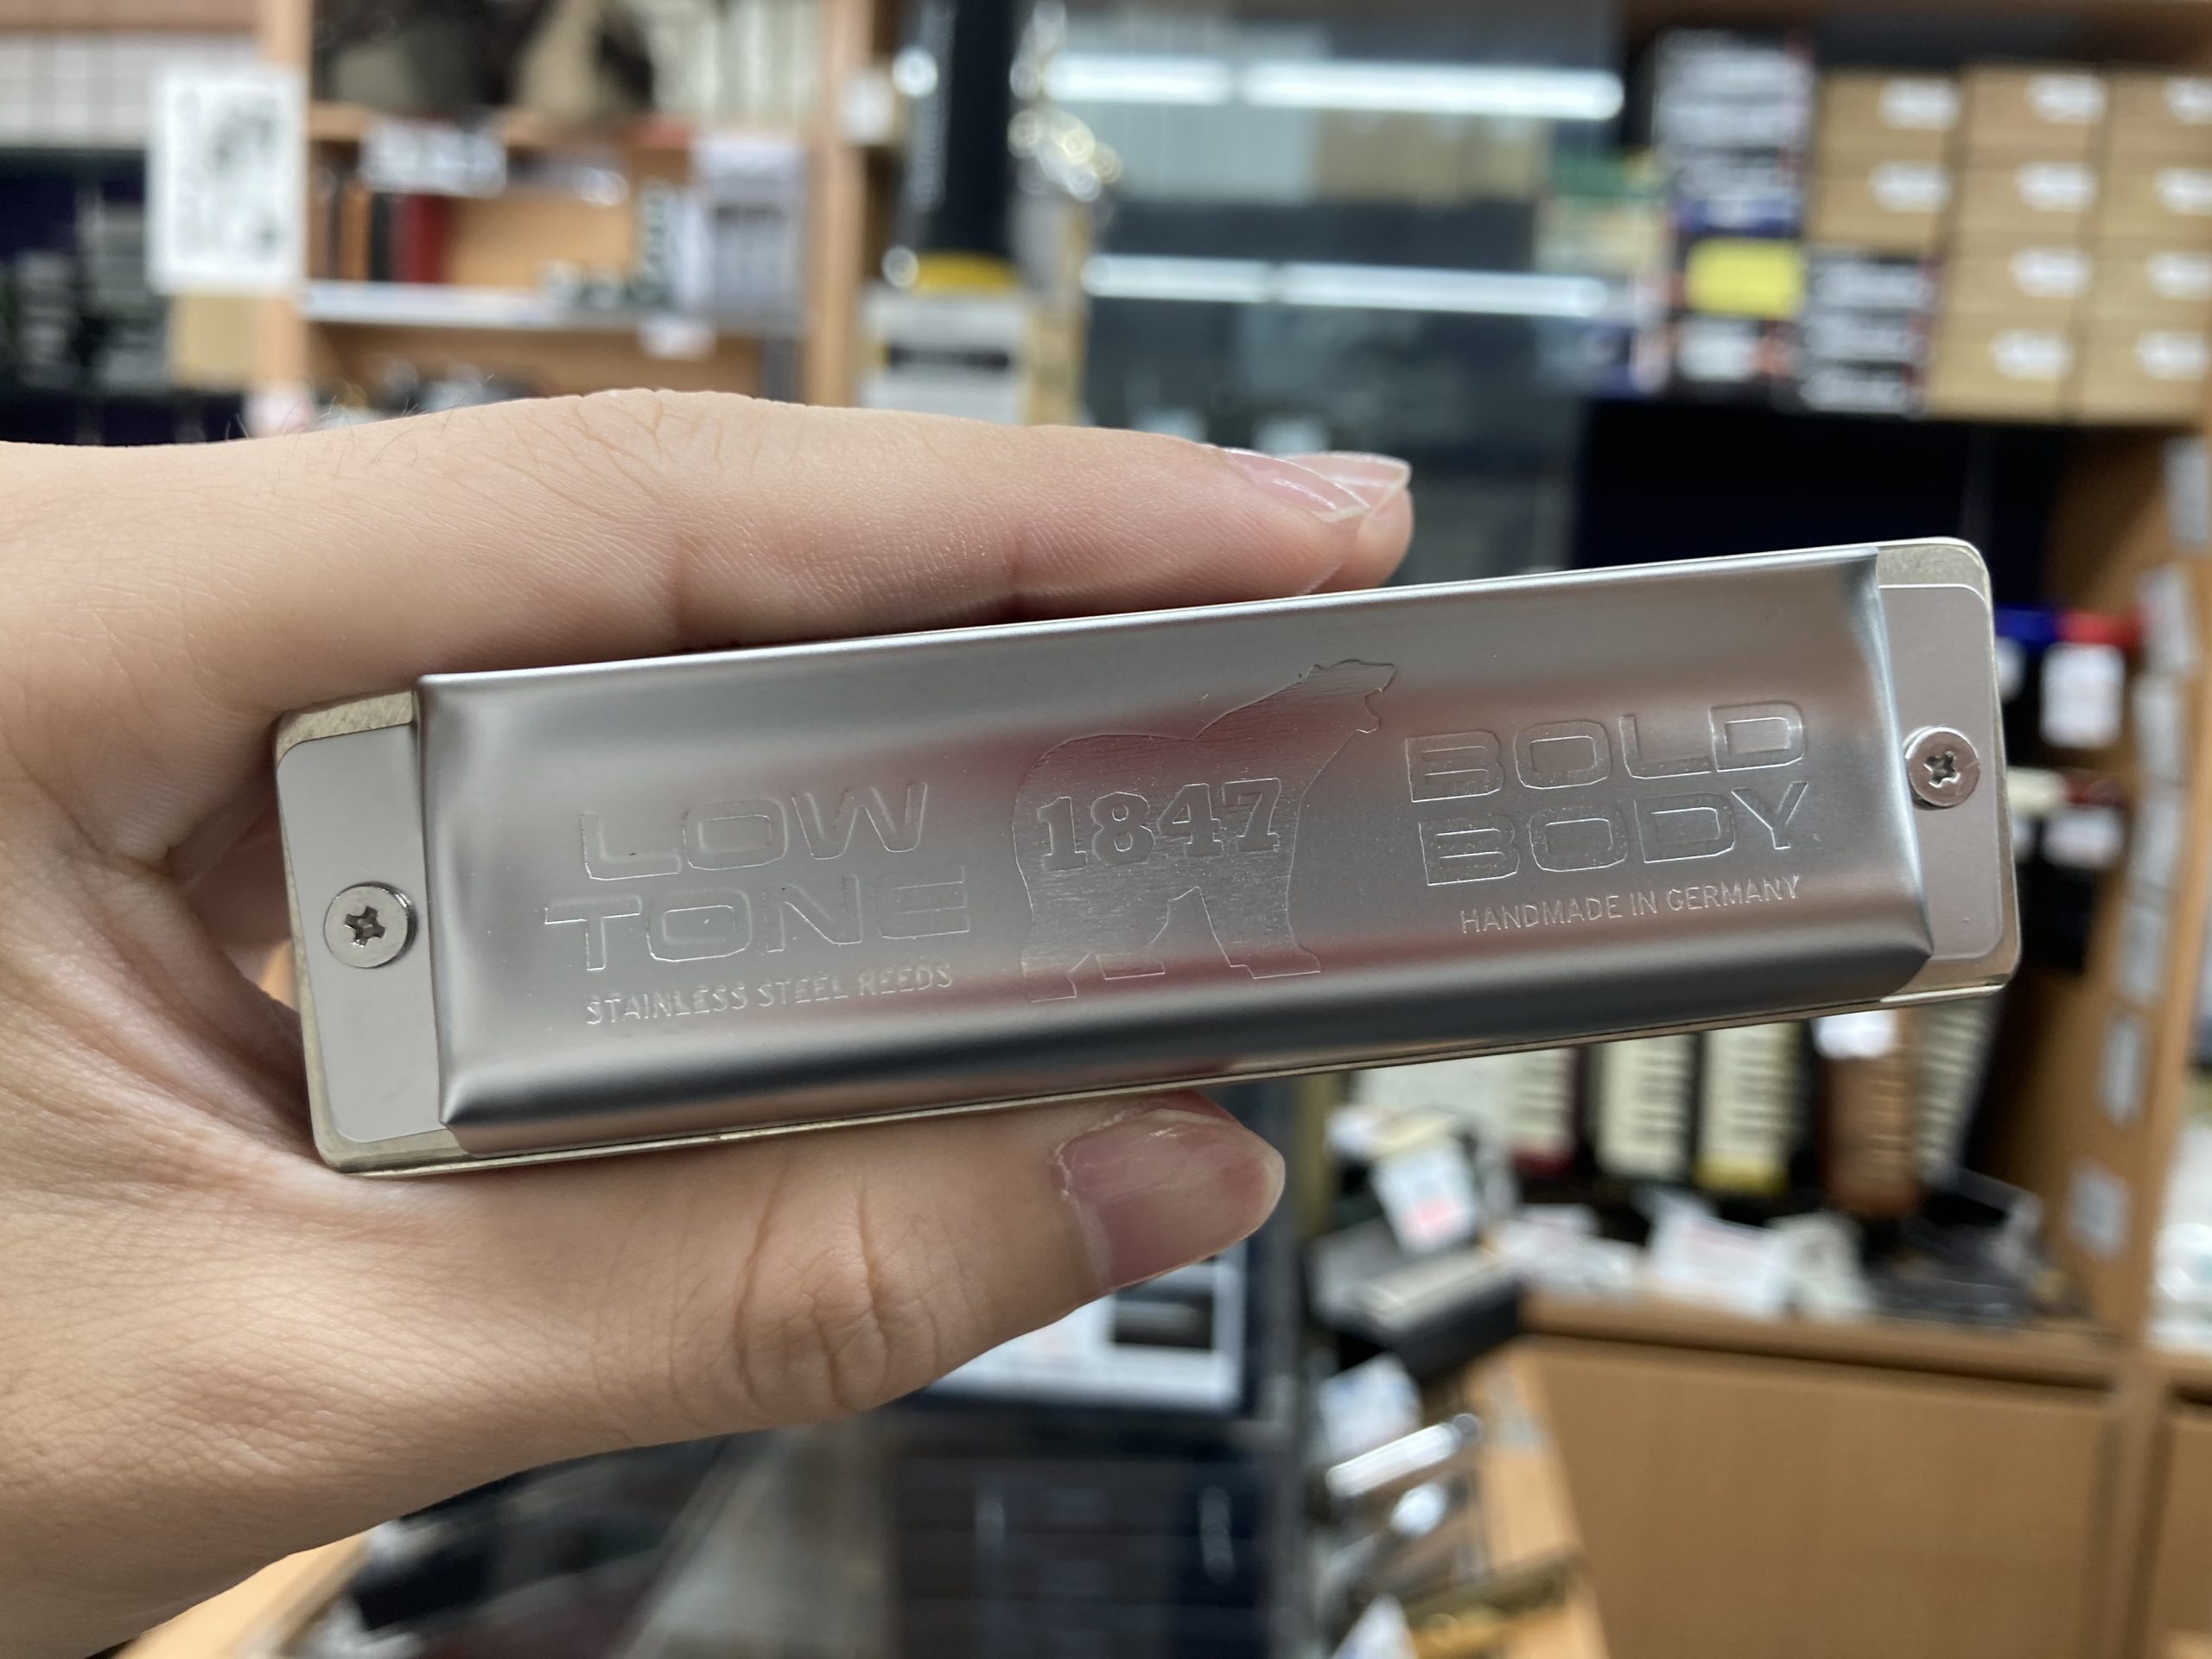 LOW
TONE
STAINLESS STEEL REEDS
1847
BOLD
BODY
HANDMADE IN GERMANY